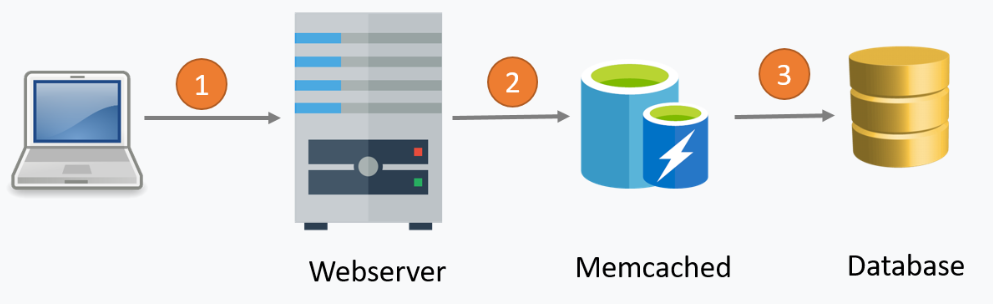 1
2
3
Webserver
Memcached
Database